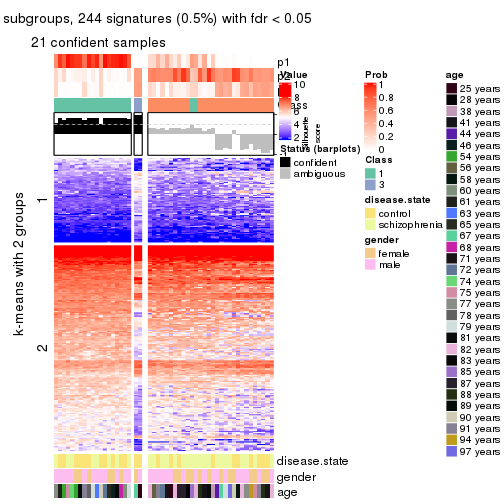 subgroups, 244 signatures (0.5%) with fdr < 0.05
21 confident samples
p1
p2
Value
10
8
6
4
2
Silhouette
score
Status (barplots)
confident
ambiguous
Prob
1
0.8
0.6
0.4
0.2
0
Class
1
3
disease.state
control
schizophrenia
gender
female
male
age
25 years
28 years
38 years
41 years
44 years
46 years
54 years
56 years
58 years
60 years
61 years
63 years
65 years
67 years
68 years
71 years
72 years
74 years
75 years
77 years
78 years
79 years
81 years
82 years
83 years
85 years
87 years
88 years
89 years
90 years
91 years
94 years
97 years
k-means with 2 groups
1
2
disease.state
gender
age